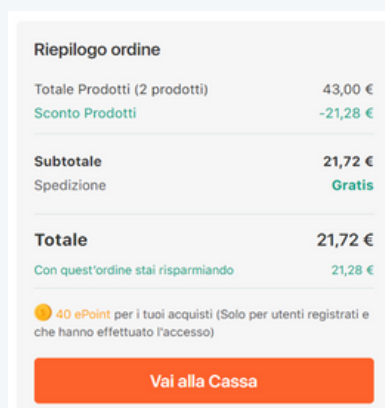 Riepilogo ordine
Totale Prodotti (2 prodotti) 43,00 €
Sconto Prodotti -21,28 €
Subtotale 21,72 €
Spedizione Gratis
Totale 21,72 €
Con quest'ordine stai risparmiando 21,28 €
40 ePoint per i tuoi acquisti (Solo per utenti registrati e
che hanno effettuato l'accesso)
Vai alla Cassa